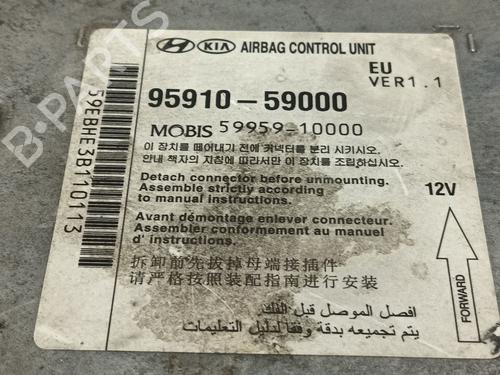 HYUNDAI KIA AIRBAG CONTROL UNIT
EU
VER1.1
95910-59000
MOBIS 59959-10000
이 장치를 떼어내기 전에 커넥터를 분리 시키시오.
안내 책자의 지침에 따라서만 이 장치를 조립하십시오.
Detach connector before unmounting.
Assemble strictly according
to manual instructions.
12V
Avant démontage enlever connecteur.
Assembler conformement au manuel
d' instructions.
拆卸前先拔掉母端接插件
请严格按照装配指南进行安装
افصل الموصل قبل الفك.
يتم تجميعه بدقة وفقا لدليل التعليمات
FORWARD
59EBHE3B110113
B-PARTS